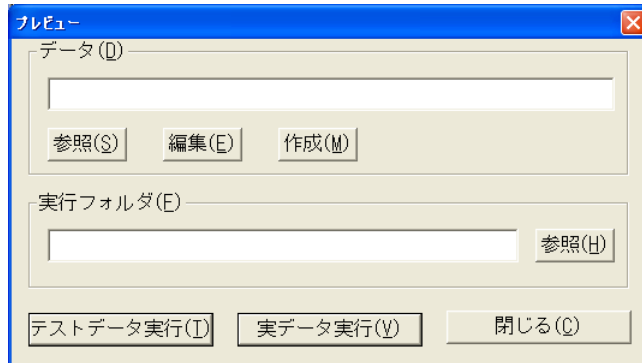 プレビュー
データ(D)
参照(S) 編集(E) 作成(M)
実行フォルダ(F)
参照(H)
テストデータ実行(T) 実データ実行(V) 閉じる(C)